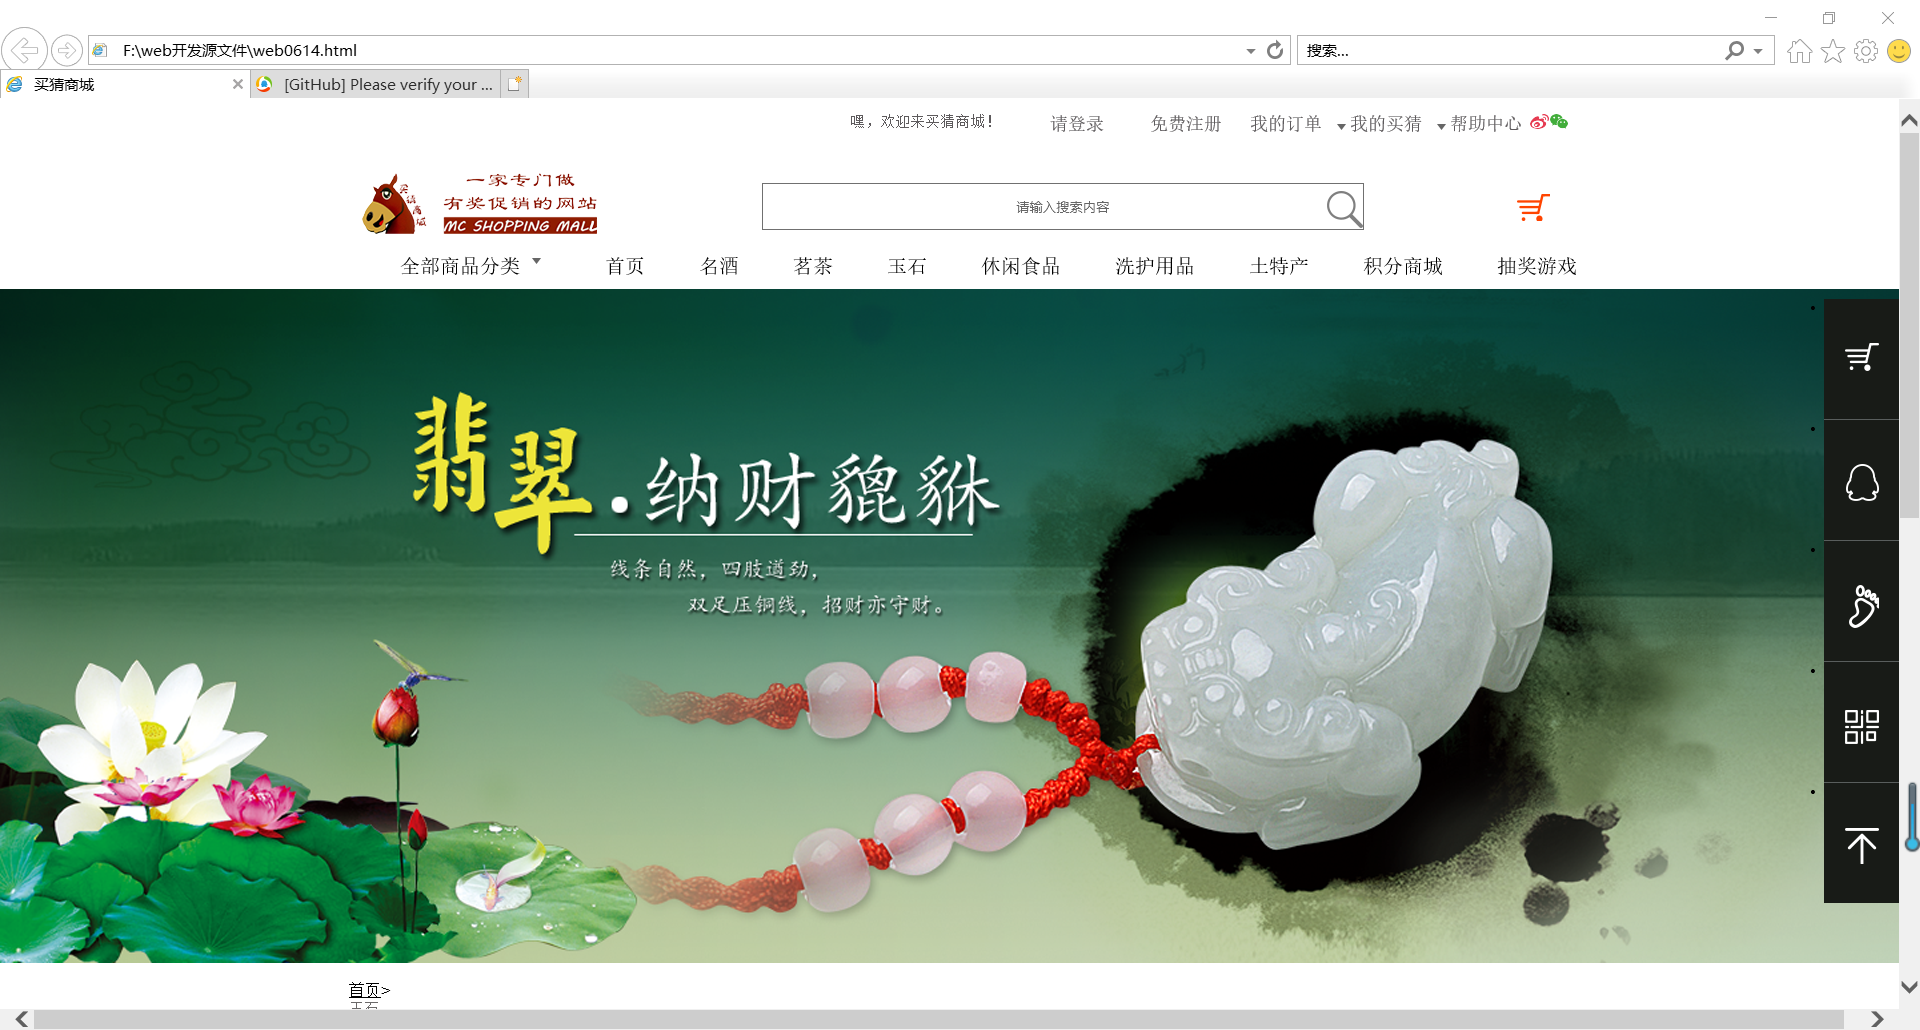 F:\web开发源文件\web0614.html
搜索...
买猜商城
[GitHub] Please verify your ...
嘿，欢迎来买猜商城！
请登录 免费注册 我的订单 我的买猜 帮助中心
一家专门做
有奖促销的网站
MC SHOPPING MALL
买猜商城
请输入搜索内容
全部商品分类 首页 名酒 茗茶 玉石 休闲食品 洗护用品 土特产 积分商城 抽奖游戏
翡翠·纳财貔貅
线条自然，四肢遒劲，
双足压铜线，招财亦守财。
首页>
玉石